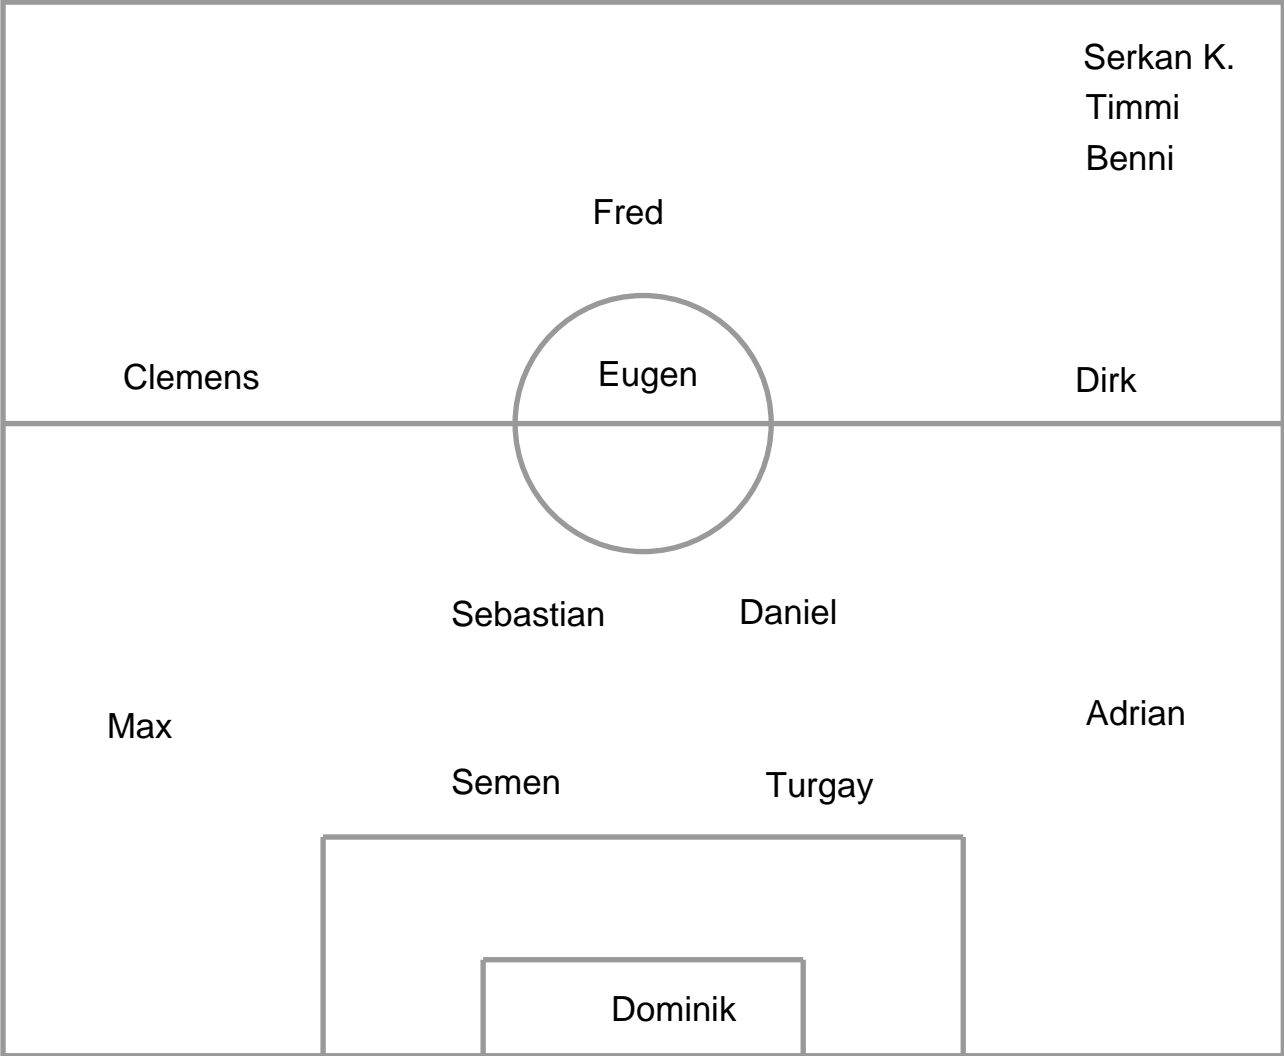 Serkan K.
Timmi
Benni
Fred
Clemens
Eugen
Dirk
Sebastian
Daniel
Max
Adrian
Semen
Turgay
Dominik